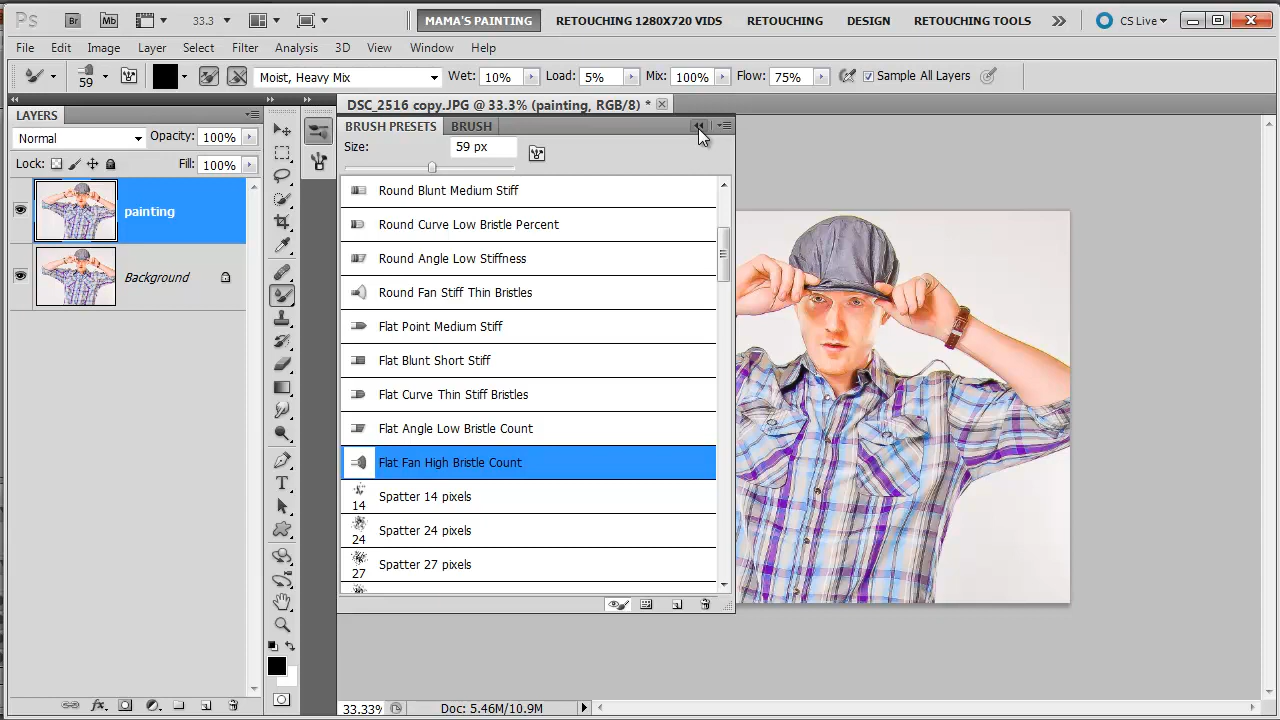 Ps Br Mb 33.3 MAMA'S PAINTING RETOUCHING 1280X720 VIDS RETOUCHING DESIGN RETOUCHING TOOLS CS Live
File Edit Image Layer Select Filter Analysis 3D View Window Help
59 Moist, Heavy Mix Wet: 10% Load: 5% Mix: 100% Flow: 75% Sample All Layers
DSC_2516 copy.JPG @ 33.3% (painting, RGB/8) *
LAYERS
Normal Opacity: 100%
Lock: Fill: 100%
painting
Background
BRUSH PRESETS BRUSH
Size: 59 px
Round Blunt Medium Stiff
Round Curve Low Bristle Percent
Round Angle Low Stiffness
Round Fan Stiff Thin Bristles
Flat Point Medium Stiff
Flat Blunt Short Stiff
Flat Curve Thin Stiff Bristles
Flat Angle Low Bristle Count
Flat Fan High Bristle Count
14 Spatter 14 pixels
24 Spatter 24 pixels
27 Spatter 27 pixels
T
fx
33.33% Doc: 5.46M/10.9M